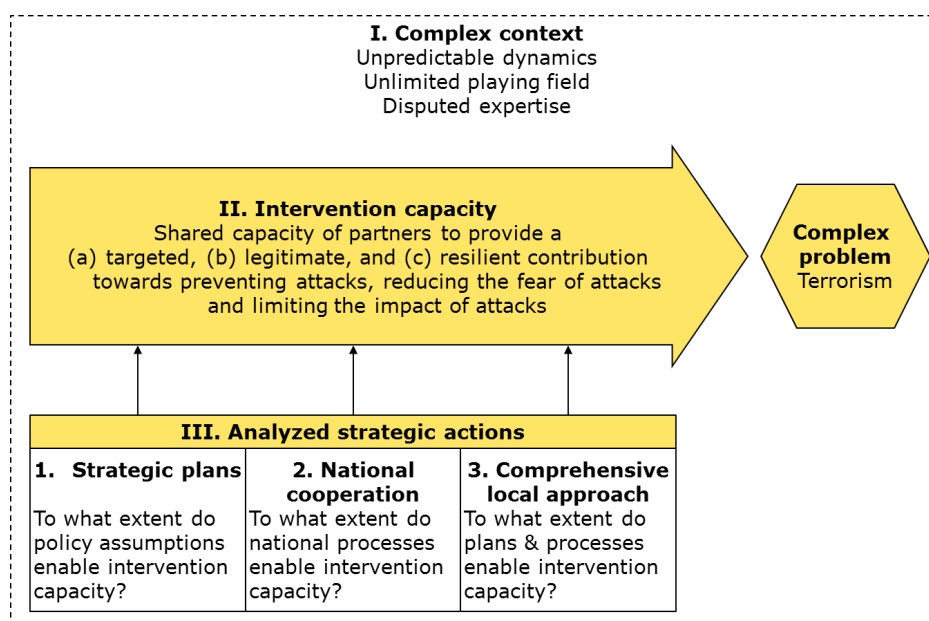 I. Complex context
Unpredictable dynamics
Unlimited playing field
Disputed expertise
II. Intervention capacity
Shared capacity of partners to provide a
(a) targeted, (b) legitimate, and (c) resilient contribution
towards preventing attacks, reducing the fear of attacks
and limiting the impact of attacks
Complex
problem
Terrorism
III. Analyzed strategic actions
1. Strategic plans
To what extent do
policy assumptions
enable intervention
capacity?
2. National
cooperation
To what extent do
national processes
enable intervention
capacity?
3. Comprehensive
local approach
To what extent do
plans & processes
enable intervention
capacity?